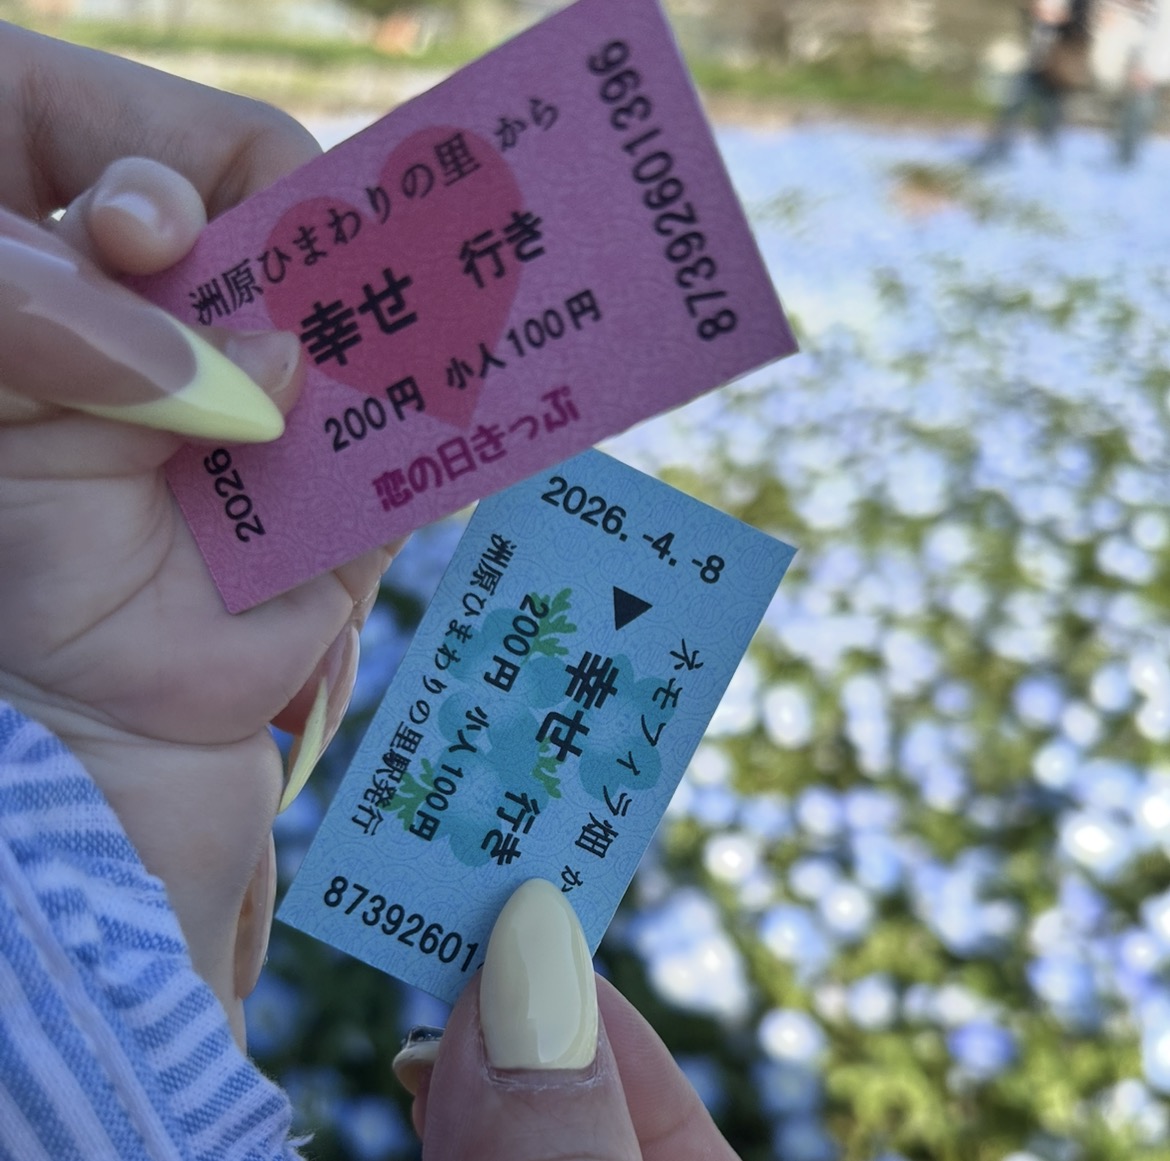 洲原ひまわりの里 から
幸せ 行き
200円 小人100円
恋の日きっぷ
2026
8739260l396
2026. -4. -8
ネモフィラ畑 か
▲
幸せ 行き
200円 小人100円
洲原ひまわりの里駅発行
87392601